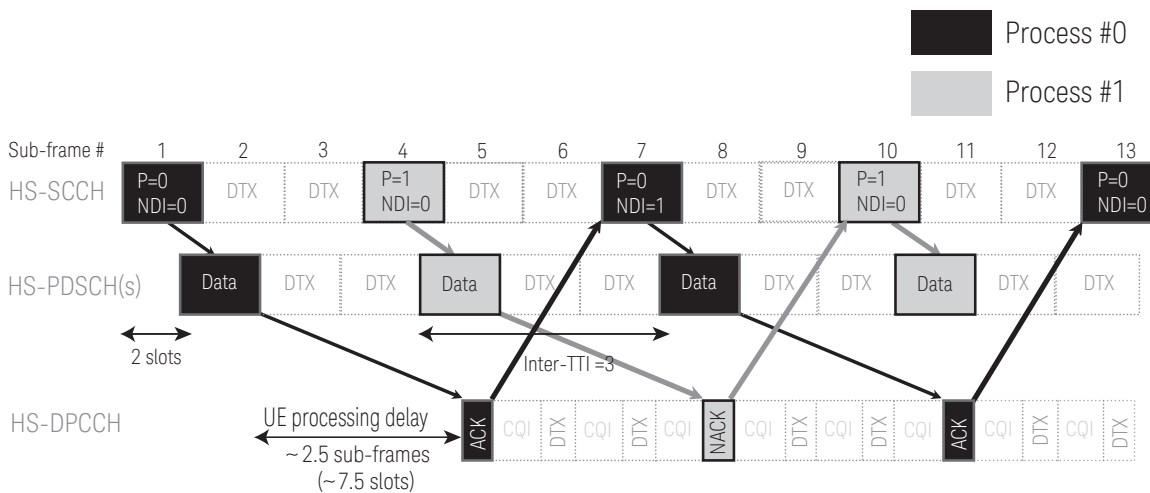 Process #0
Process #1
Sub-frame # 1 2 3 4 5 6 7 8 9 10 11 12 13
HS-SCCH
P=0
NDI=0
DTX
DTX
P=1
NDI=0
DTX
DTX
P=0
NDI=1
DTX
DTX
P=1
NDI=0
DTX
DTX
P=0
NDI=0
HS-PDSCH(s)
Data
DTX
DTX
Data
DTX
DTX
Data
DTX
DTX
Data
DTX
DTX
2 slots
Inter-TTI =3
HS-DPCCH
UE processing delay
~2.5 sub-frames
(~7.5 slots)
ACK
CQI
DTX
CQI
DTX
CQI
NACK
CQI
DTX
CQI
DTX
CQI
ACK
CQI
DTX
CQI
DTX